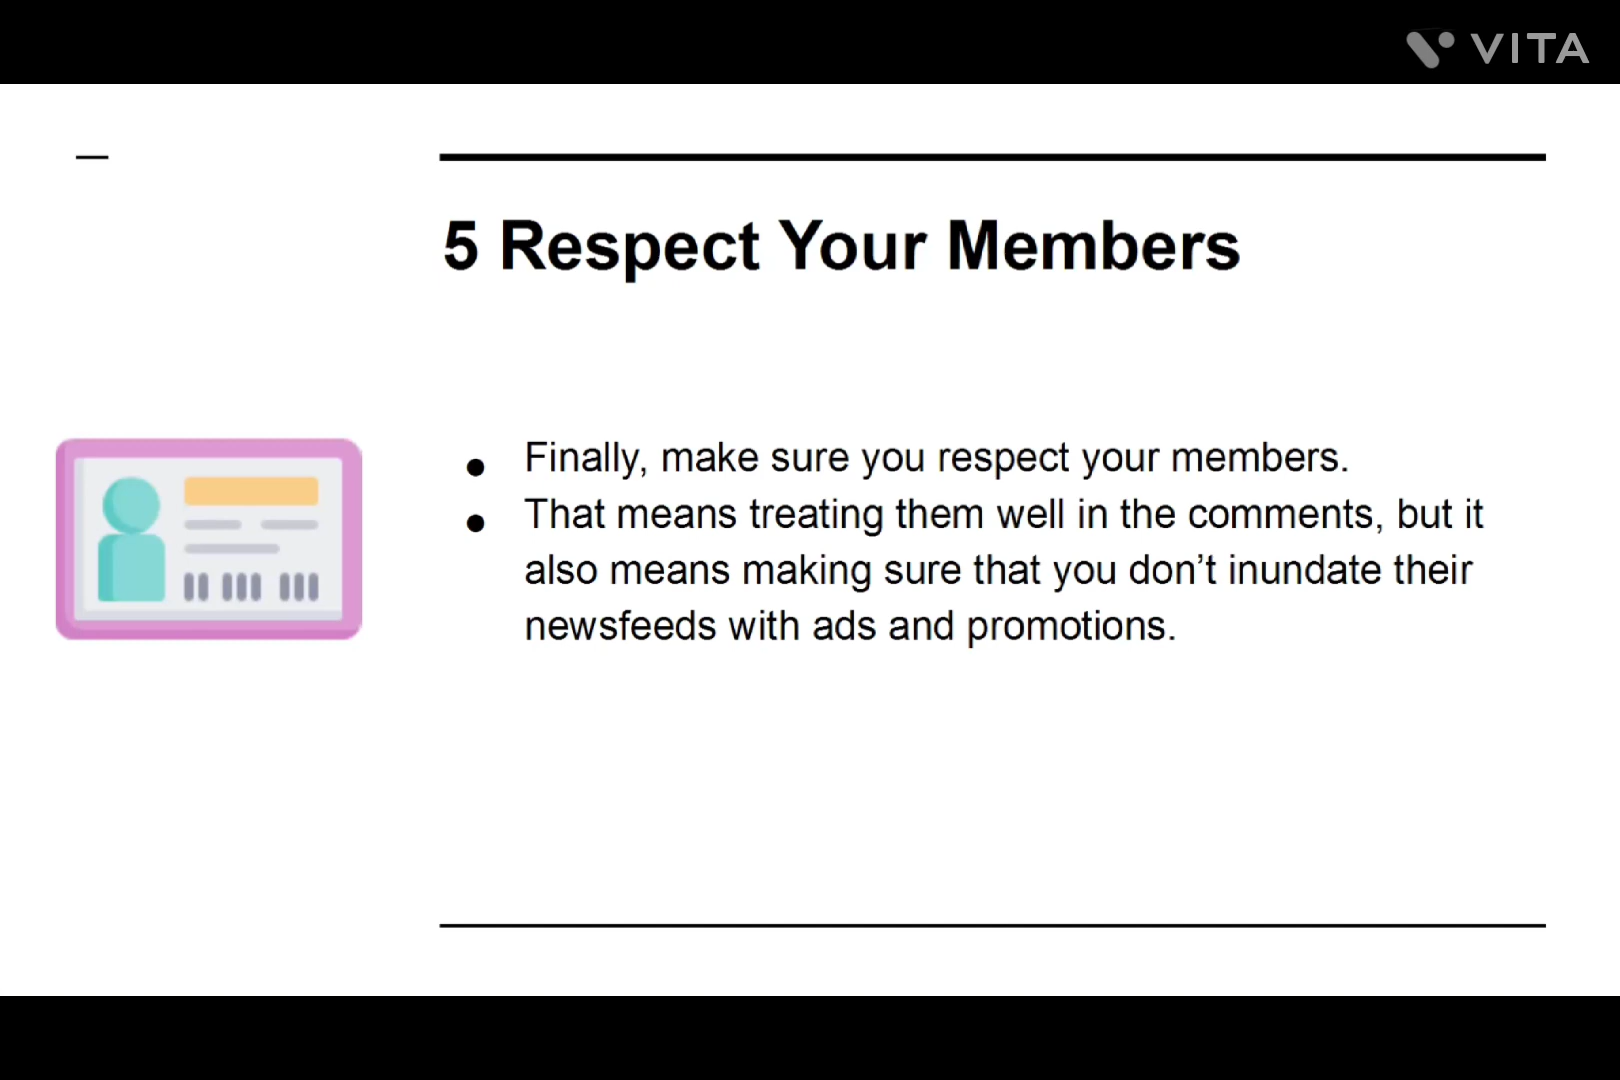 VITA
5 Respect Your Members
● Finally, make sure you respect your members.
● That means treating them well in the comments, but it
also means making sure that you don’t inundate their
newsfeeds with ads and promotions.